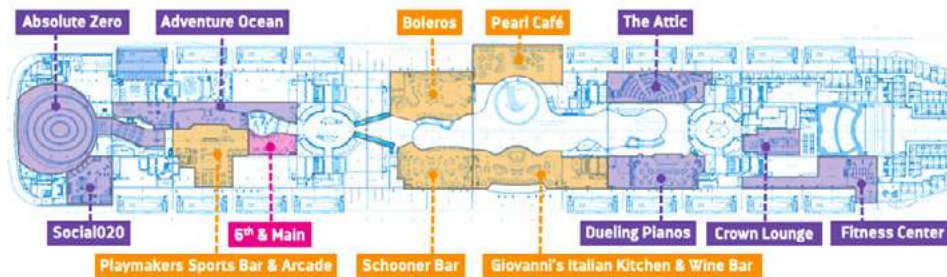 Absolute Zero
Adventure Ocean
Boleros
Pearl Café
The Attic
Social020
6th & Main
Dueling Pianos
Crown Lounge
Fitness Center
Playmakers Sports Bar & Arcade
Schooner Bar
Giovanni's Italian Kitchen & Wine Bar